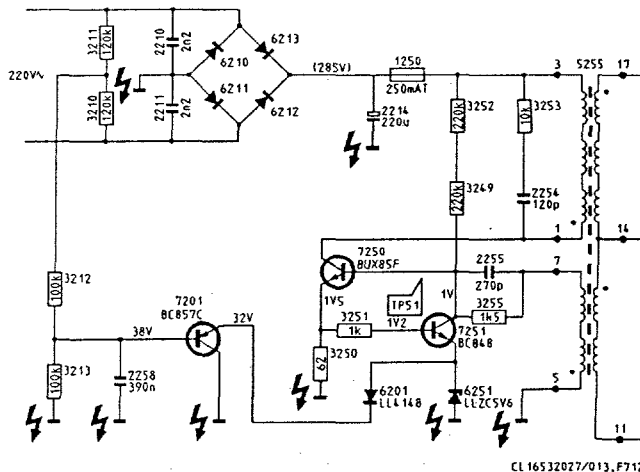 3211
120k
2210
2n2
6210
6213
220V~
3210
120k
2211
2n2
6211
6212
(285V)
1250
250mAT
2214
220u
3252
220k
3253
10k
3
5255
17
3249
220k
2254
120p
1
14
7250
BUX85F
2255
270p
7
1V5
TP51
1V
3255
1k5
3251
1k
1V2
7251
BC848
3212
100k
7201
BC857C
32V
38V
3250
62
3213
100k
2258
390n
6201
LL4148
6251
LLZC5V6
5
11
CL16532027/013.F712